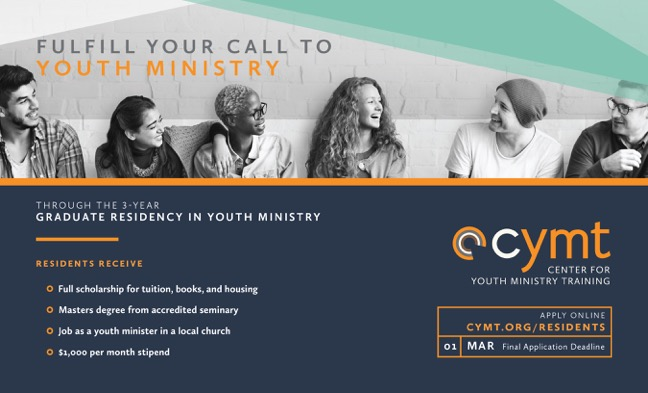 FULFILL YOUR CALL TO
YOUTH MINISTRY
THROUGH THE 3-YEAR
GRADUATE RESIDENCY IN YOUTH MINISTRY
RESIDENTS RECEIVE
Full scholarship for tuition, books, and housing
Masters degree from accredited seminary
Job as a youth minister in a local church
$1,000 per month stipend
cymt
CENTER FOR
YOUTH MINISTRY TRAINING
APPLY ONLINE
CYMT.ORG/RESIDENTS
01 MAR Final Application Deadline